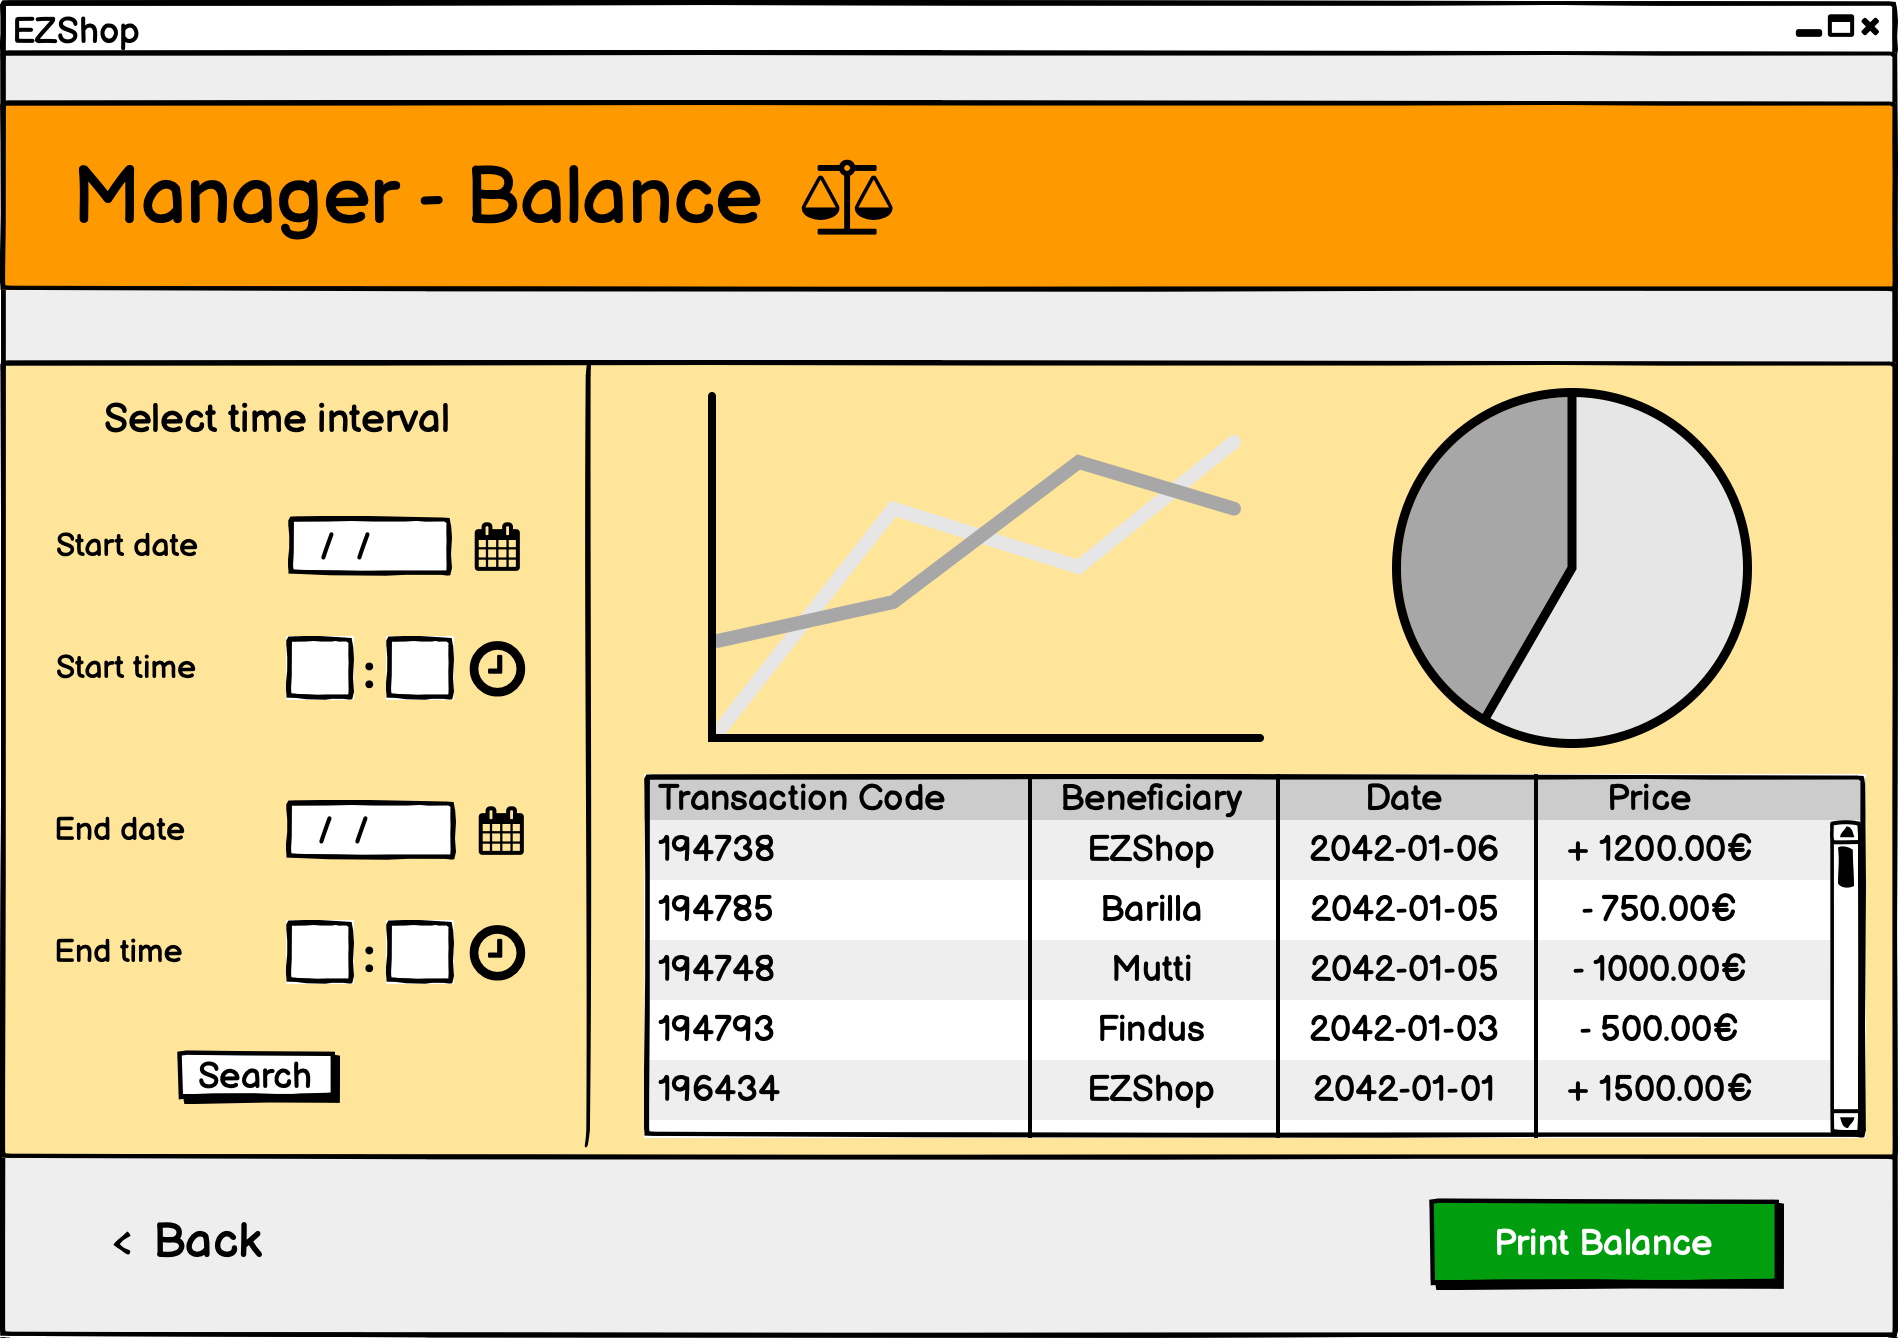 EZShop
Manager - Balance
Select time interval
Start date / /
Start time :
End date / /
End time :
Search
Transaction Code Beneficiary Date Price
194738 EZShop 2042-01-06 + 1200.00€
194785 Barilla 2042-01-05 - 750.00€
194748 Mutti 2042-01-05 - 1000.00€
194793 Findus 2042-01-03 - 500.00€
196434 EZShop 2042-01-01 + 1500.00€
< Back
Print Balance